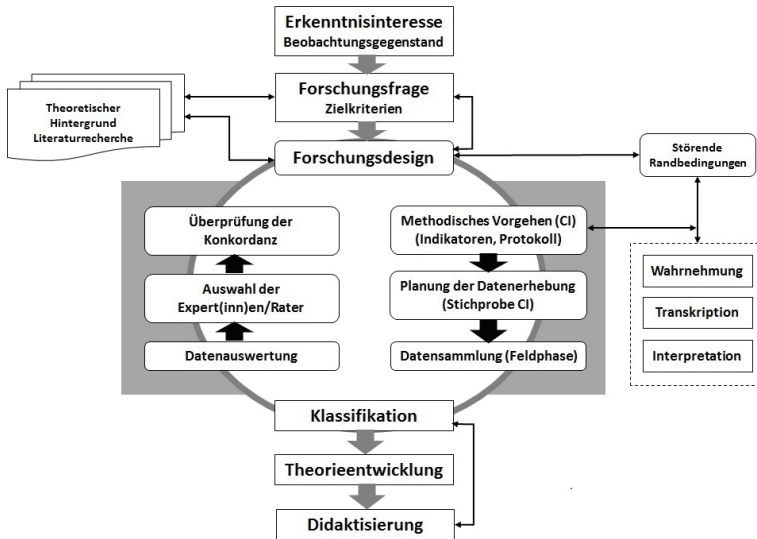 Erkenntnisinteresse
Beobachtungsgegenstand
Forschungsfrage
Zielkriterien
Theoretischer
Hintergrund
Literaturrecherche
Forschungsdesign
Störende
Randbedingungen
Überprüfung der
Konkordanz
Auswahl der
Expert(inn)en/Rater
Datenauswertung
Methodisches Vorgehen (CI)
(Indikatoren, Protokoll)
Planung der Datenerhebung
(Stichprobe CI)
Datensammlung (Feldphase)
Wahrnehmung
Transkription
Interpretation
Klassifikation
Theorieentwicklung
Didaktisierung